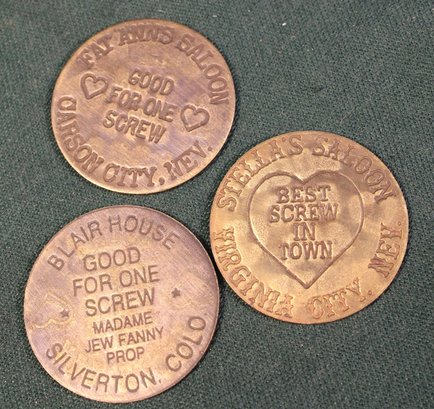 FAY ANN'S SALOON
GOOD
FOR ONE
SCREW
CARSON CITY, NEV.
STELLA'S SALOON
BEST
SCREW
IN
TOWN
VIRGINIA CITY. NEV.
BLAIR HOUSE
GOOD
FOR ONE
SCREW
MADAME
JEW FANNY
PROP
SILVERTON, COLO.